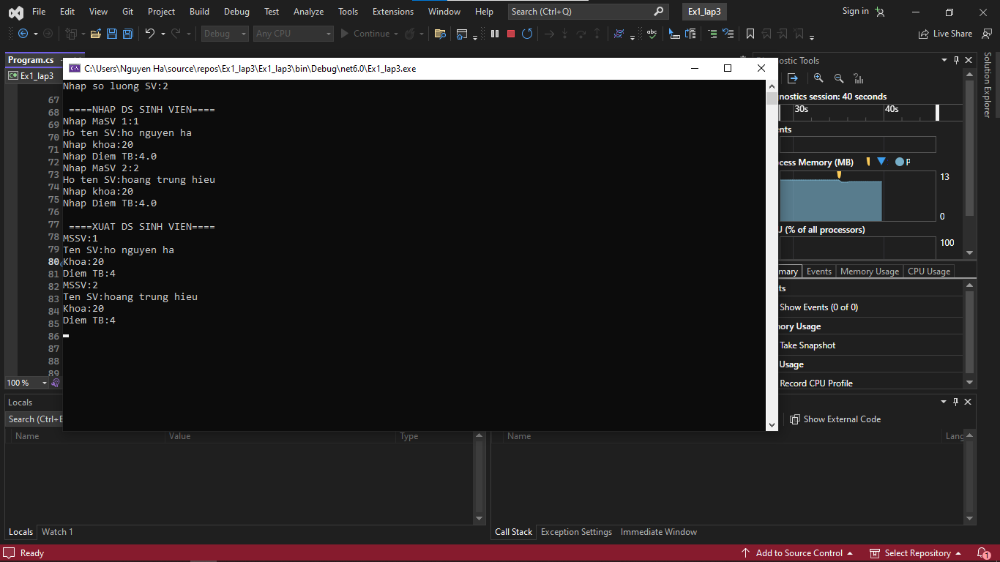 File Edit View Git Project Build Debug Test Analyze Tools Extensions Window Help Search (Ctrl+Q) Ex1_lap3 Sign in
Debug Any CPU Continue Live Share
Program.cs
Ex1_lap3
C:\Users\Nguyen Ha\source\repos\Ex1_lap3\Ex1_lap3\bin\Debug\net6.0\Ex1_lap3.exe
Nhap so luong SV:2
====NHAP DS SINH VIEN====
Nhap MaSV 1:1
Ho ten SV:ho nguyen ha
Nhap khoa:20
Nhap Diem TB:4.0
Nhap MaSV 2:2
Ho ten SV:hoang trung hieu
Nhap khoa:20
Nhap Diem TB:4.0
====XUAT DS SINH VIEN====
MSSV:1
Ten SV:ho nguyen ha
Khoa:20
Diem TB:4
MSSV:2
Ten SV:hoang trung hieu
Khoa:20
Diem TB:4
67
68
69
70
71
72
73
74
75
76
77
78
79
80
81
82
83
84
85
86
87
88
89
100 %
ostic Tools
nostics session: 40 seconds
30s 40s
ents
cess Memory (MB) P
13
0
U (% of all processors)
100
mary Events Memory Usage CPU Usage
ts
Show Events (0 of 0)
ory Usage
Take Snapshot
Usage
Record CPU Profile
Solution Explorer
Locals
Search (Ctrl+E
Name Value Type
Locals Watch 1
Show External Code
Name Lang
Call Stack Exception Settings Immediate Window
Ready Add to Source Control Select Repository 1